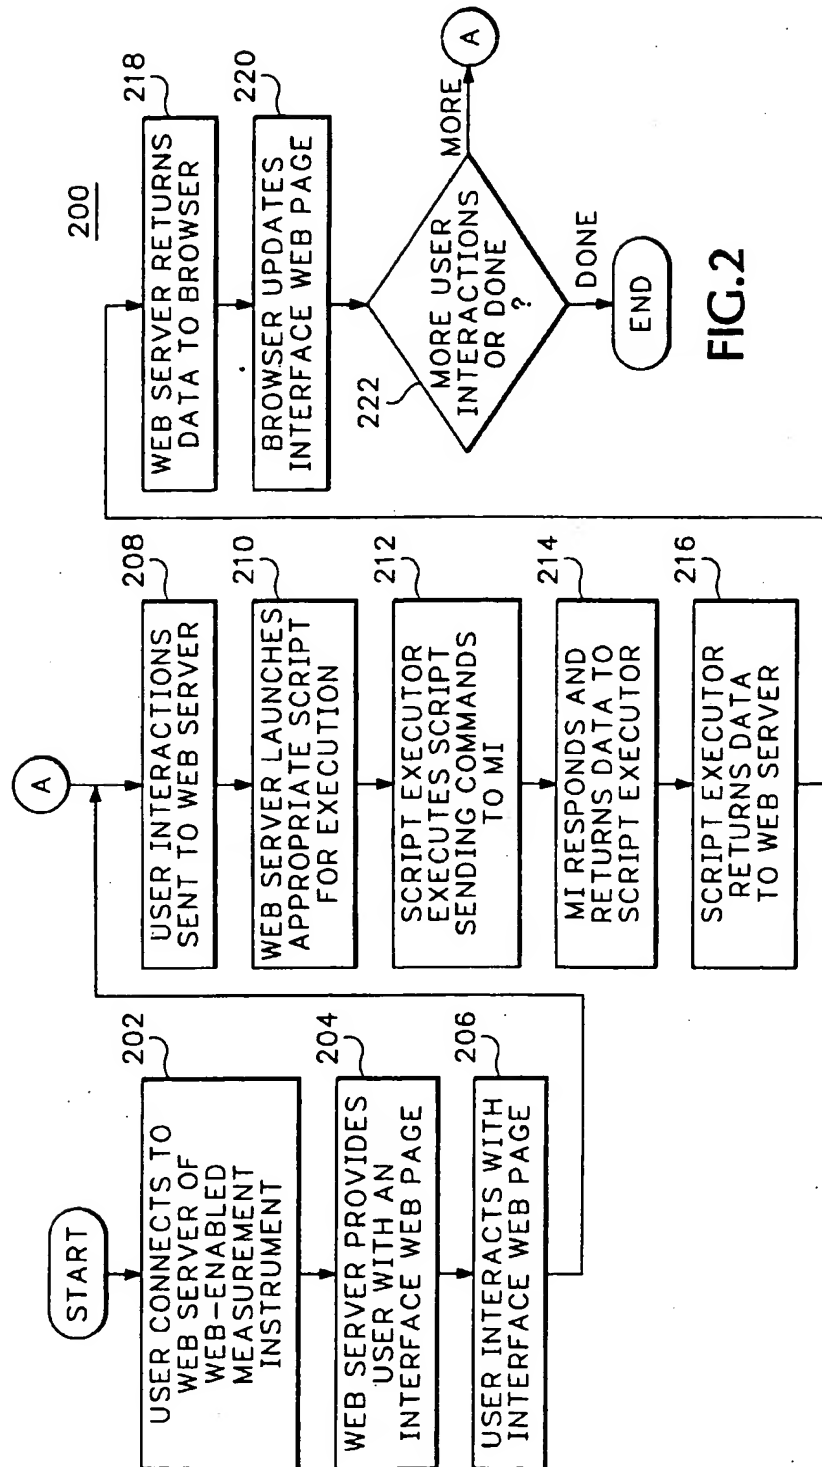 200
START
202
USER CONNECTS TO
WEB SERVER OF
WEB-ENABLED
MEASUREMENT
INSTRUMENT
204
WEB SERVER PROVIDES
USER WITH AN
INTERFACE WEB PAGE
206
USER INTERACTS WITH
INTERFACE WEB PAGE
A
208
USER INTERACTIONS
SENT TO WEB SERVER
210
WEB SERVER LAUNCHES
APPROPRIATE SCRIPT
FOR EXECUTION
212
SCRIPT EXECUTOR
EXECUTES SCRIPT
SENDING COMMANDS
TO MI
214
MI RESPONDS AND
RETURNS DATA TO
SCRIPT EXECUTOR
216
SCRIPT EXECUTOR
RETURNS DATA
TO WEB SERVER
218
WEB SERVER RETURNS
DATA TO BROWSER
220
BROWSER UPDATES
INTERFACE WEB PAGE
222
MORE USER
INTERACTIONS
OR DONE
?
MORE
A
DONE
END
FIG.2